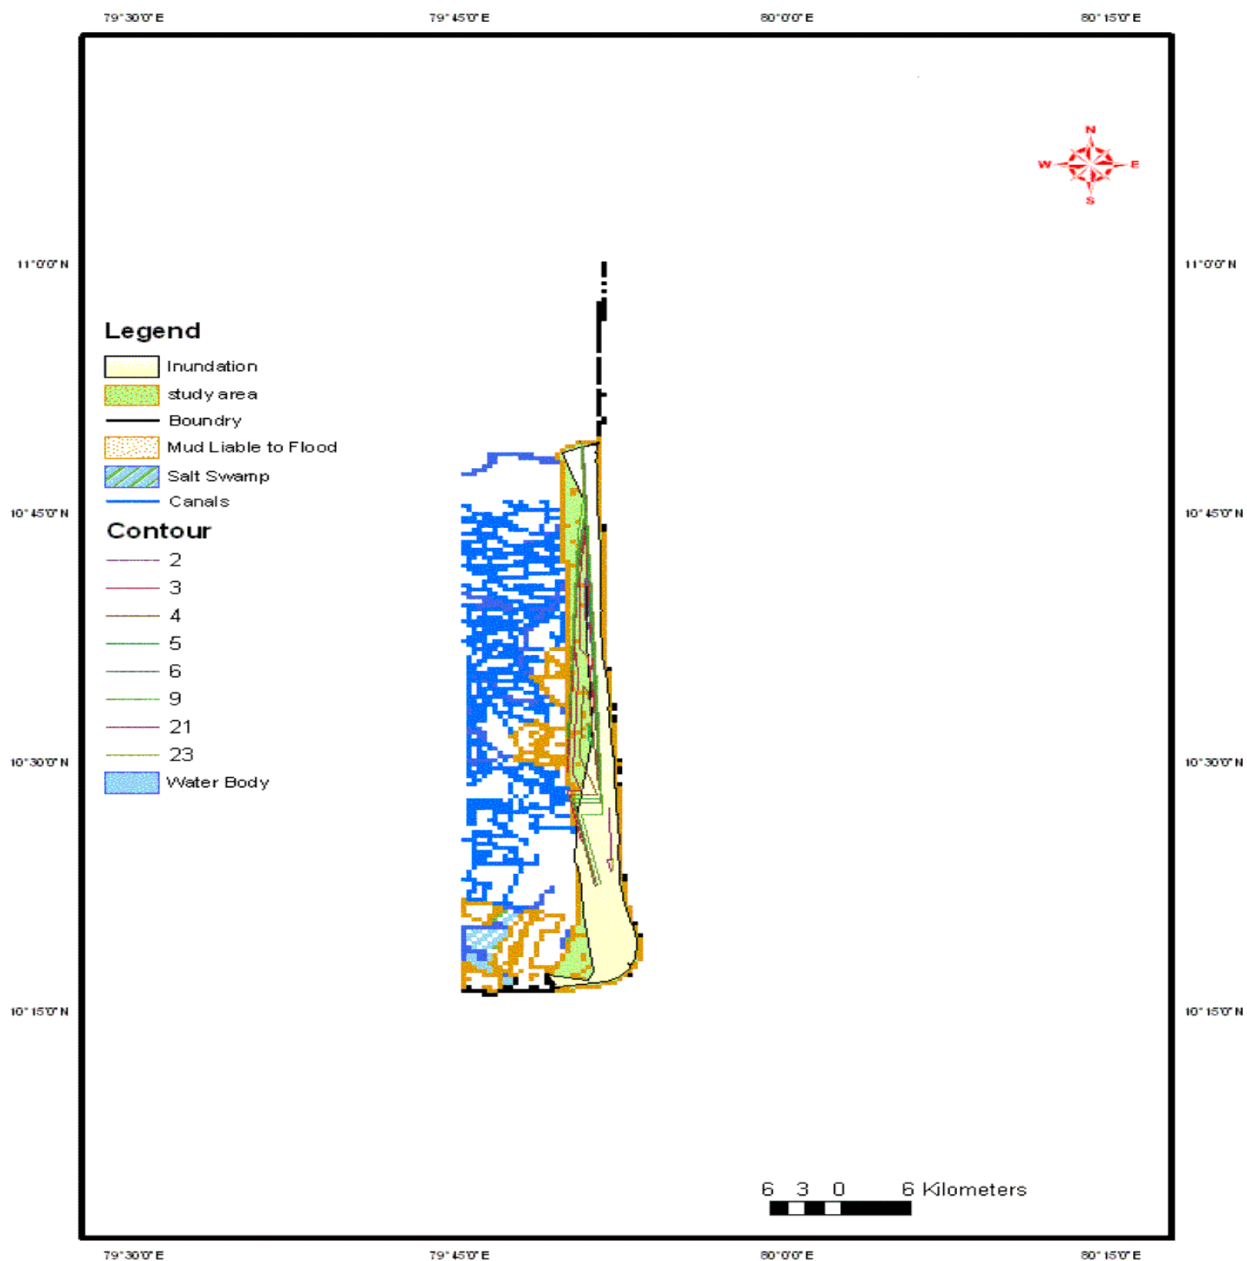 79°30'0"E 79°45'0"E 80°0'0"E 80°15'0"E
N
W E
S
11°0'0"N 11°0'0"N
Legend
Inundation
study area
Boundry
Mud Liable to Flood
Salt Swamp
Canals
10°45'0"N 10°45'0"N
Contour
2
3
4
5
6
9
21
23
10°30'0"N 10°30'0"N
Water Body
10°15'0"N 10°15'0"N
6 3 0 6 Kilometers
79°30'0"E 79°45'0"E 80°0'0"E 80°15'0"E